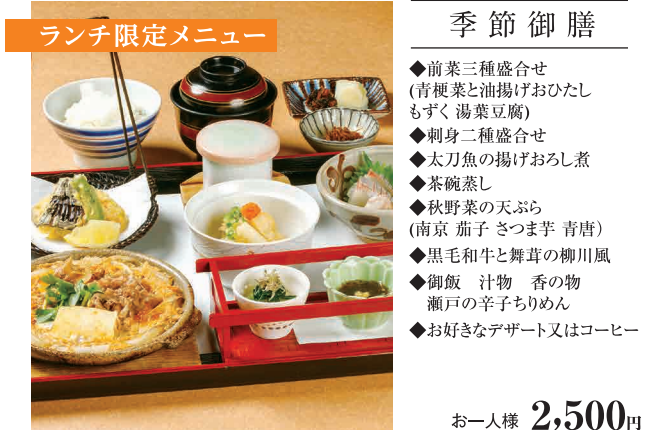 ランチ限定メニュー
季節御膳
◆前菜三種盛合せ
(青梗菜と油揚げおひたし
もずく 湯葉豆腐)
◆刺身二種盛合せ
◆太刀魚の揚げおろし煮
◆茶碗蒸し
◆秋野菜の天ぷら
(南京 茄子 さつま芋 青唐）
◆黒毛和牛と舞茸の柳川風
◆御飯　汁物　香の物
瀬戸の辛子ちりめん
◆お好きなデザート又はコーヒー
お一人様 2,500円